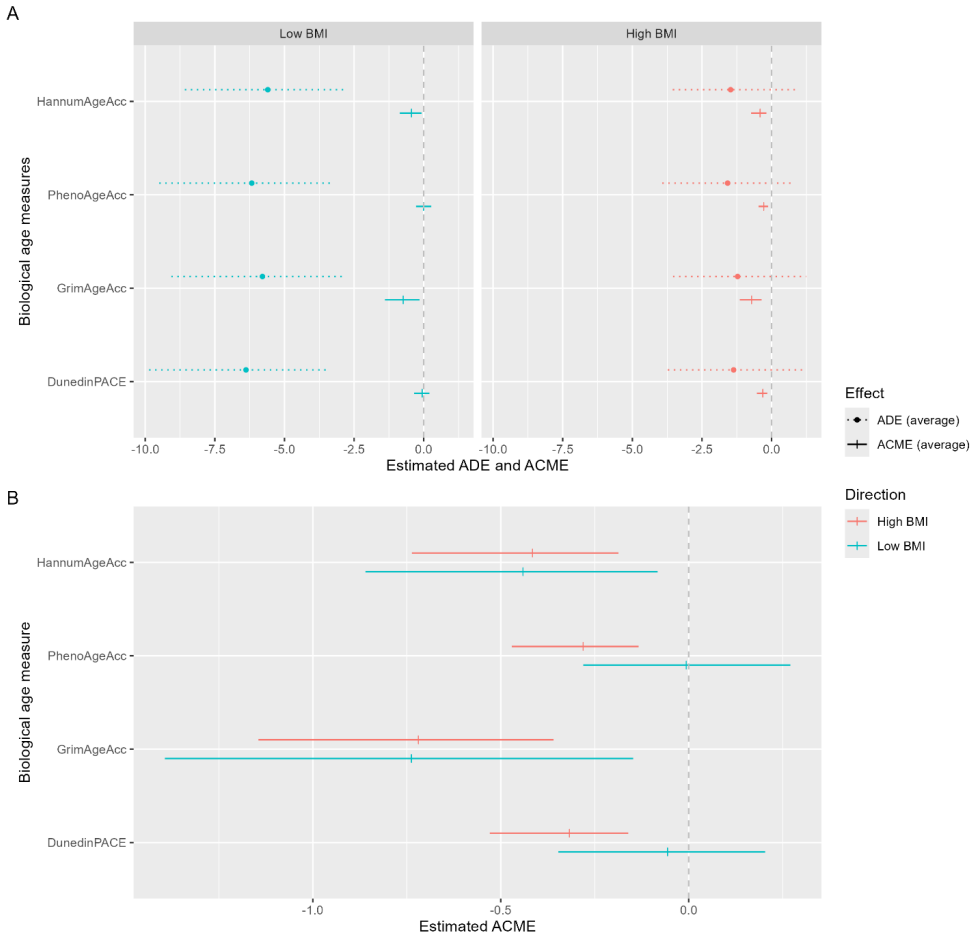 A
Low BMI
High BMI
Biological age measures
HannumAgeAcc
PhenoAgeAcc
GrimAgeAcc
DunedinPACE
-10.0 -7.5 -5.0 -2.5 0.0
-10.0 -7.5 -5.0 -2.5 0.0
Estimated ADE and ACME
Effect
ADE (average)
ACME (average)
Direction
High BMI
Low BMI
B
Biological age measure
HannumAgeAcc
PhenoAgeAcc
GrimAgeAcc
DunedinPACE
-1.0 -0.5 0.0
Estimated ACME